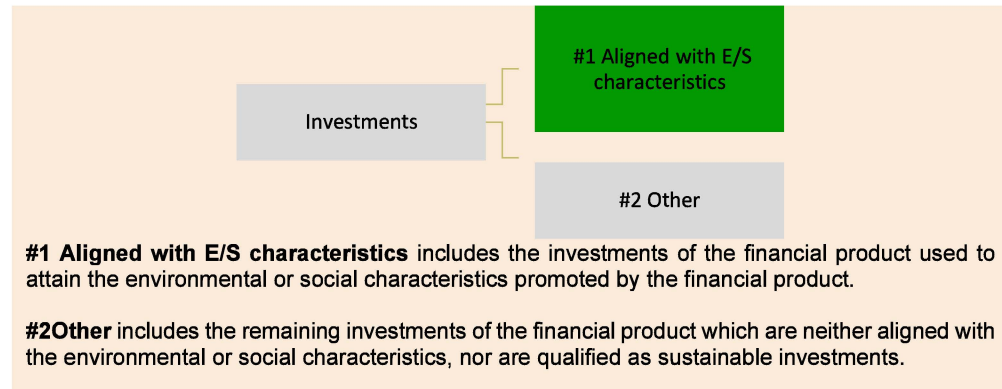 #1 Aligned with E/S
characteristics
Investments
#2 Other
#1 Aligned with E/S characteristics includes the investments of the financial product used to
attain the environmental or social characteristics promoted by the financial product.
#2Other includes the remaining investments of the financial product which are neither aligned with
the environmental or social characteristics, nor are qualified as sustainable investments.